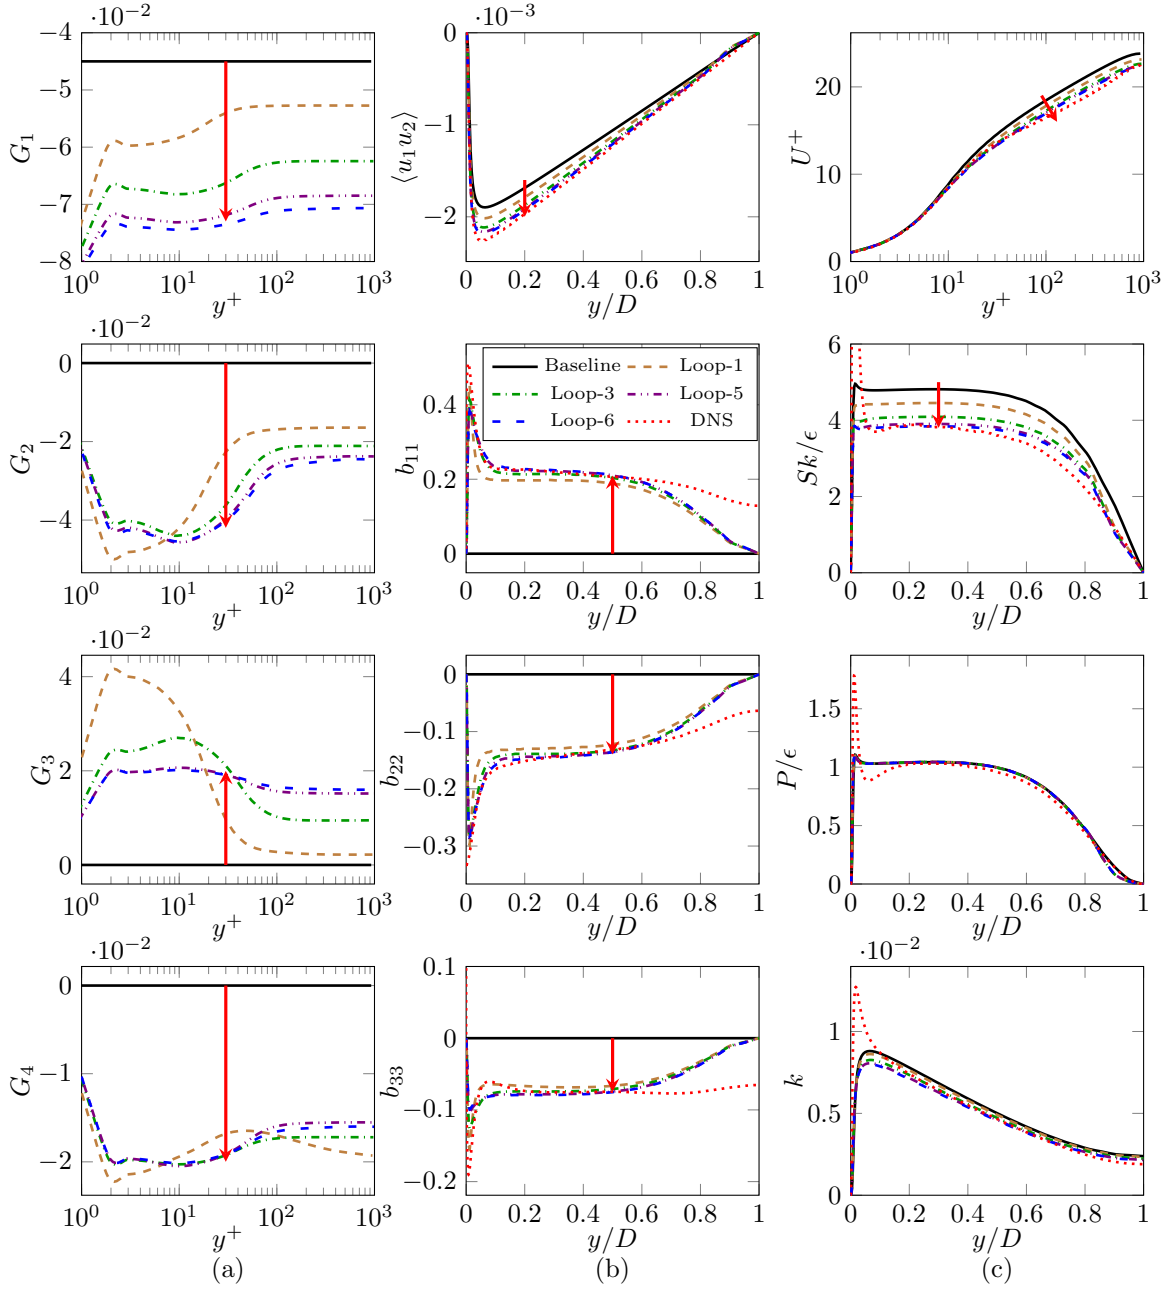 ·10⁻² ·10⁻³
−4 0
−5 20
G₁ −6 ⟨u₁u₂⟩ −1 U⁺
−7 10
−2
−8 0
10⁰ 10¹ 10² 10³ 0 0.2 0.4 0.6 0.8 1 10⁰ 10¹ 10² 10³
y⁺ y/D y⁺
·10⁻²
0 6
Baseline Loop-1
Loop-3 Loop-5
Loop-6 DNS
0.4 4
G₂ −2 b₁₁ 0.2 Sk/ϵ
−4 2
0 0
10⁰ 10¹ 10² 10³ 0 0.2 0.4 0.6 0.8 1 0 0.2 0.4 0.6 0.8 1
y⁺ y/D y/D
·10⁻²
4 0 1.5
G₃ 2 b₂₂ −0.1 P/ϵ 1
−0.2 0.5
0 −0.3 0
10⁰ 10¹ 10² 10³ 0 0.2 0.4 0.6 0.8 1 0 0.2 0.4 0.6 0.8 1
y⁺ y/D y/D
·10⁻² ·10⁻²
0 0.1 1
G₄ −1 b₃₃ 0 k
−0.1 0.5
−2 −0.2 0
10⁰ 10¹ 10² 10³ 0 0.2 0.4 0.6 0.8 1 0 0.2 0.4 0.6 0.8 1
y⁺ y/D y/D
(a) (b) (c)